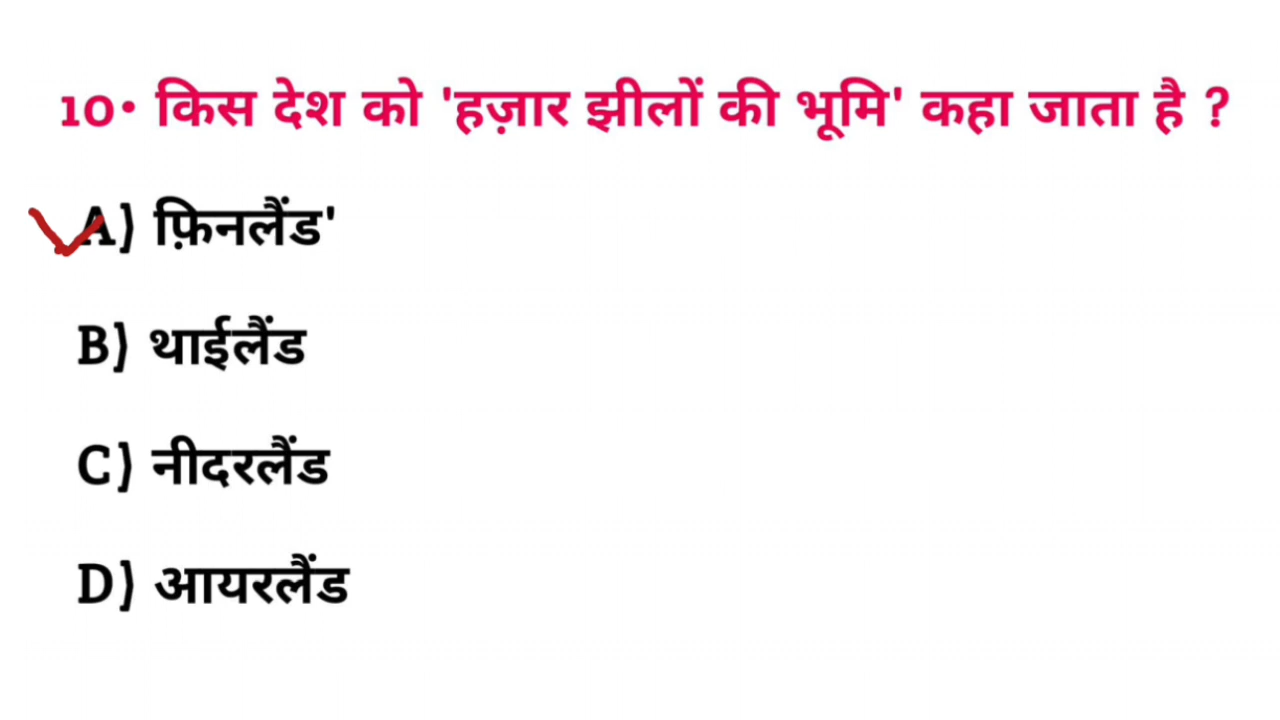 10• किस देश को 'हज़ार झीलों की भूमि' कहा जाता है ?
A) फ़िनलैंड'
B) थाईलैंड
C) नीदरलैंड
D) आयरलैंड